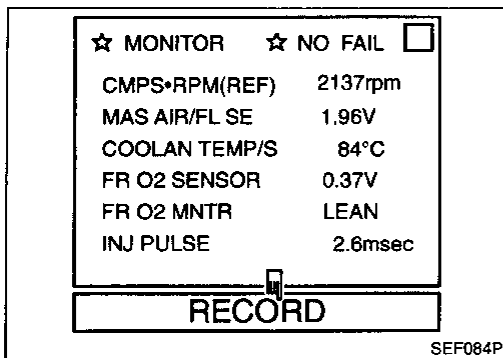 ☆ MONITOR ☆ NO FAIL
CMPS•RPM(REF) 2137rpm
MAS AIR/FL SE 1.96V
COOLAN TEMP/S 84°C
FR O2 SENSOR 0.37V
FR O2 MNTR LEAN
INJ PULSE 2.6msec
RECORD
SEF084P